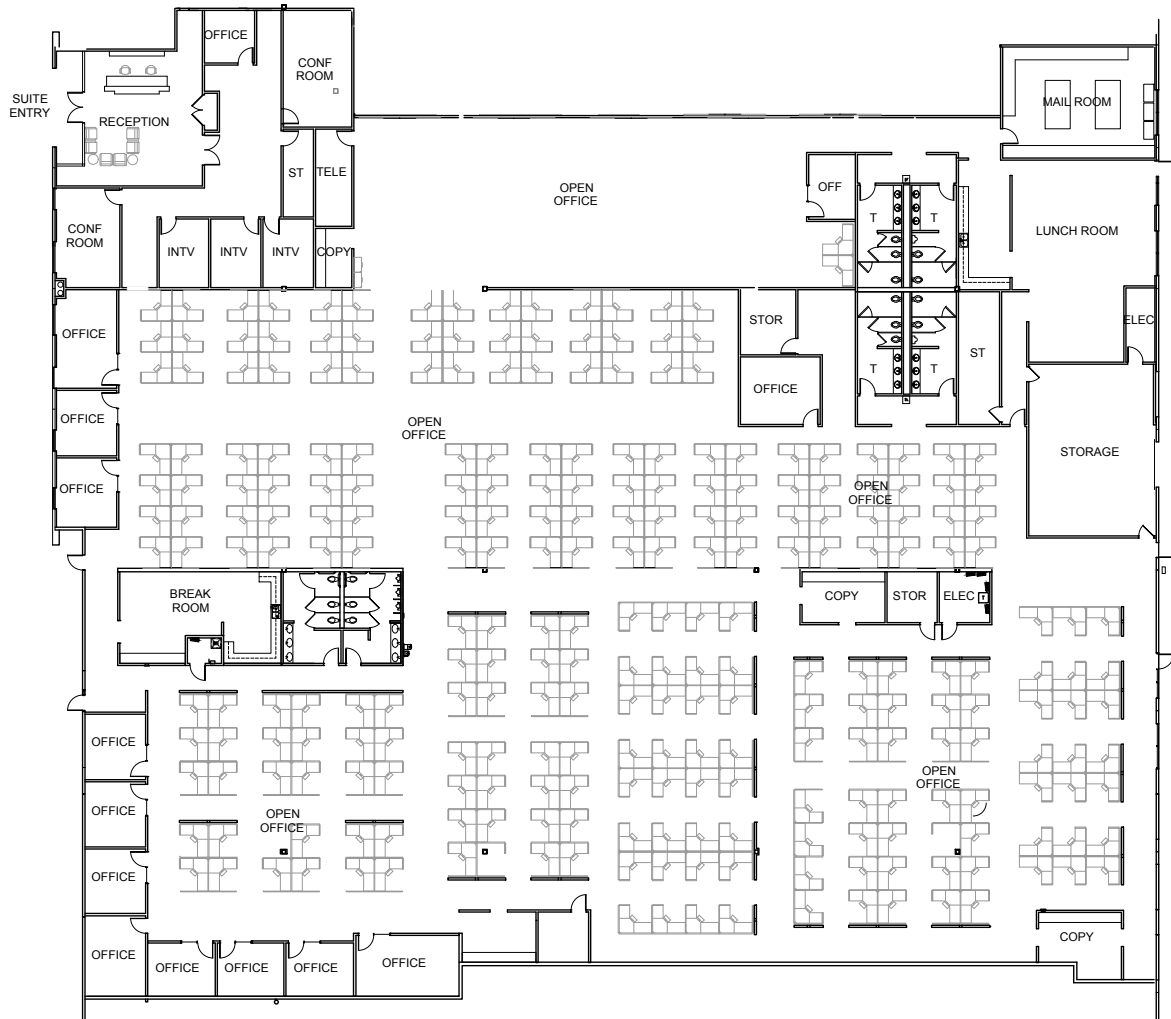 OFFICE
CONF
ROOM
SUITE
ENTRY
RECEPTION
MAIL ROOM
ST
TELE
OFF
OPEN
OFFICE
T
T
CONF
ROOM
LUNCH ROOM
INTV
INTV
INTV
COPY
OFFICE
STOR
ELEC
ST
T
T
OFFICE
OFFICE
OPEN
OFFICE
STORAGE
OFFICE
OPEN
OFFICE
BREAK
ROOM
COPY
STOR
ELEC
OFFICE
OPEN
OFFICE
OFFICE
OPEN
OFFICE
OFFICE
COPY
OFFICE
OFFICE
OFFICE
OFFICE
OFFICE